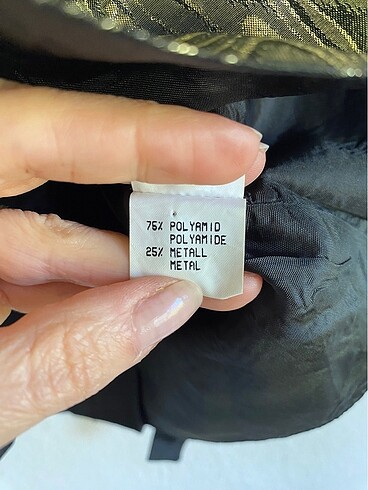 75% POLYAMID
POLYAMIDE
25% METALL
METAL